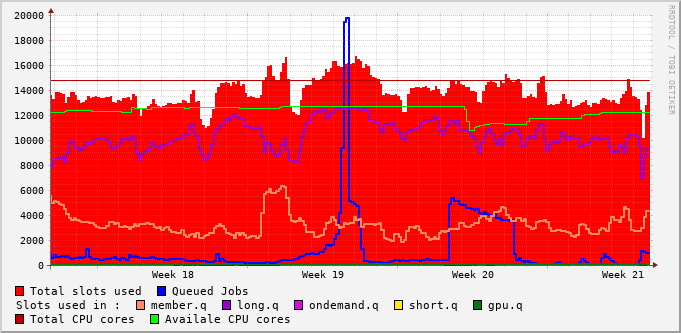 20000
18000
16000
14000
12000
10000
8000
6000
4000
2000
0
Week 18 Week 19 Week 20 Week 21
RRDTOOL / TOBI OETIKER
Total slots used Queued Jobs
Slots used in : member.q long.q ondemand.q short.q gpu.q
Total CPU cores Availale CPU cores